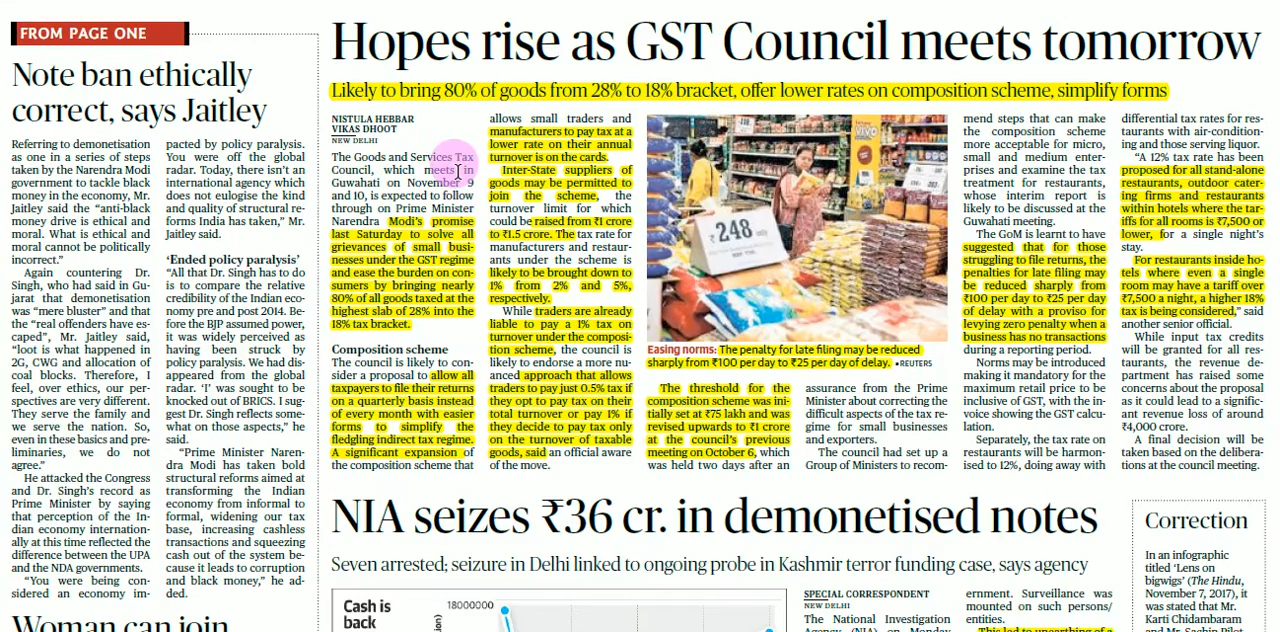 FROM PAGE ONE
Note ban ethically
correct, says Jaitley
Referring to demonetisation
as one in a series of steps
taken by the Narendra Modi
government to tackle black
money in the economy, Mr.
Jaitley said the “anti-black
money drive is ethical and
moral. What is ethical and
moral cannot be politically
incorrect.”
Again countering Dr.
Singh, who had said in Gu-
jarat that demonetisation
was “mere bluster” and that
the “real offenders have es-
caped”, Mr. Jaitley said,
“loot is what happened in
2G, CWG and allocation of
coal blocks. Therefore, I
feel, over ethics, our per-
spectives are very different.
They serve the family and
we serve the nation. So,
even in these basics and pre-
liminaries, we do not
agree.”
He attacked the Congress
and Dr. Singh’s record as
Prime Minister by saying
that perception of the In-
dian economy internation-
ally at this time reflected the
difference between the UPA
and the NDA governments.
“You were being con-
sidered an economy im-
pacted by policy paralysis.
You were off the global
radar. Today, there isn’t an
international agency which
does not eulogise the kind
and quality of structural re-
forms India has taken,” Mr.
Jaitley said.
‘Ended policy paralysis’
“All that Dr. Singh has to do
is to compare the relative
credibility of the Indian eco-
nomy pre and post 2014. Be-
fore the BJP assumed power,
it was widely perceived as
having been struck by
policy paralysis. We had dis-
appeared from the global
radar. ‘I’ was sought to be
knocked out of BRICS. I sug-
gest Dr. Singh reflects some-
what on those aspects,” he
said.
“Prime Minister Naren-
dra Modi has taken bold
structural reforms aimed at
transforming the Indian
economy from informal to
formal, widening our tax
base, increasing cashless
transactions and squeezing
cash out of the system be-
cause it leads to corruption
and black money,” he ad-
ded.
Woman can join
Hopes rise as GST Council meets tomorrow
Likely to bring 80% of goods from 28% to 18% bracket, offer lower rates on composition scheme, simplify forms
NISTULA HEBBAR
VIKAS DHOOT
NEW DELHI
The Goods and Services Tax
Council, which meets in
Guwahati on November 9
and 10, is expected to follow
through on Prime Minister
Narendra Modi’s promise
last Saturday to solve all
grievances of small busi-
nesses under the GST regime
and ease the burden on con-
sumers by bringing nearly
80% of all goods taxed at the
highest slab of 28% into the
18% tax bracket.
Composition scheme
The council is likely to con-
sider a proposal to allow all
taxpayers to file their returns
on a quarterly basis instead
of every month with easier
forms to simplify the
fledgling indirect tax regime.
A significant expansion of
the composition scheme that
allows small traders and
manufacturers to pay tax at a
lower rate on their annual
turnover is on the cards.
Inter-State suppliers of
goods may be permitted to
join the scheme, the
turnover limit for which
could be raised from ₹1 crore
to ₹1.5 crore. The tax rate for
manufacturers and restaur-
ants under the scheme is
likely to be brought down to
1% from 2% and 5%,
respectively.
While traders are already
liable to pay a 1% tax on
turnover under the composi-
tion scheme, the council is
likely to endorse a more nu-
anced approach that allows
traders to pay just 0.5% tax if
they opt to pay tax on their
total turnover or pay 1% if
they decide to pay tax only
on the turnover of taxable
goods, said an official aware
of the move.
₹ 248 only
VIVO
Easing norms: The penalty for late filing may be reduced
sharply from ₹100 per day to ₹25 per day of delay. •REUTERS
The threshold for the
composition scheme was ini-
tially set at ₹75 lakh and was
revised upwards to ₹1 crore
at the council’s previous
meeting on October 6, which
was held two days after an
assurance from the Prime
Minister about correcting the
difficult aspects of the tax re-
gime for small businesses
and exporters.
The council had set up a
Group of Ministers to recom-
mend steps that can make
the composition scheme
more acceptable for micro,
small and medium enter-
prises and examine the tax
treatment for restaurants,
whose interim report is
likely to be discussed at the
Guwahati meeting.
The GoM is learnt to have
suggested that for those
struggling to file returns, the
penalties for late filing may
be reduced sharply from
₹100 per day to ₹25 per day
of delay with a proviso for
levying zero penalty when a
business has no transactions
during a reporting period.
Norms may be introduced
making it mandatory for the
maximum retail price to be
inclusive of GST, with the in-
voice showing the GST calcu-
lation.
Separately, the tax rate on
restaurants will be harmon-
ised to 12%, doing away with
differential tax rates for res-
taurants with air-condition-
ing and those serving liquor.
“A 12% tax rate has been
proposed for all stand-alone
restaurants, outdoor cater-
ing firms and restaurants
within hotels where the tar-
iffs for all rooms is ₹7,500 or
lower, for a single night’s
stay.
For restaurants inside ho-
tels where even a single
room may have a tariff over
₹7,500 a night, a higher 18%
tax is being considered,” said
another senior official.
While input tax credits
will be granted for all res-
taurants, the revenue de-
partment has raised some
concerns about the proposal
as it could lead to a signific-
ant revenue loss of around
₹4,000 crore.
A final decision will be
taken based on the delibera-
tions at the council meeting.
NIA seizes ₹36 cr. in demonetised notes
Seven arrested; seizure in Delhi linked to ongoing probe in Kashmir terror funding case, says agency
Cash is
back
18000000
SPECIAL CORRESPONDENT
NEW DELHI
The National Investigation
Agency (NIA) on Monday
ernment. Surveillance was
mounted on such persons/
entities.
This led to unearthing of a
Correction
In an infographic
titled ‘Lens on
bigwigs’ (The Hindu,
November 7, 2017), it
was stated that Mr.
Karti Chidambaram
and Mr. Sachin Pilot